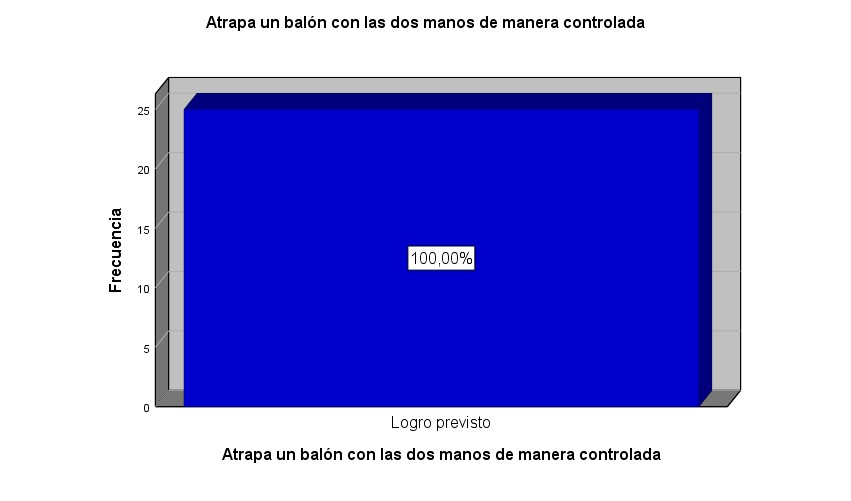 Atrapa un balón con las dos manos de manera controlada
25
20
15
10
5
0
Frecuencia
100,00%
Logro previsto
Atrapa un balón con las dos manos de manera controlada